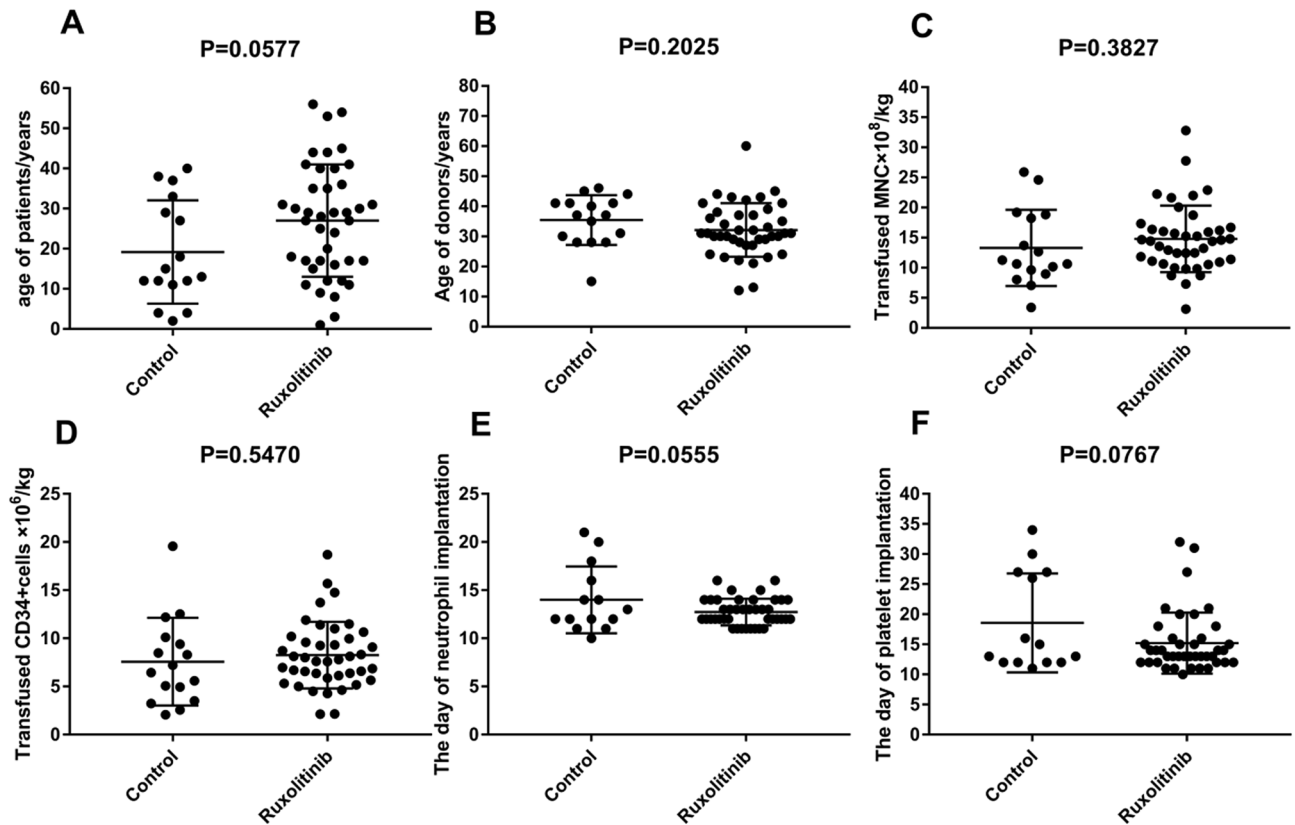 A
P=0.0577
age of patients/years
60
50
40
30
20
10
0
Control
Ruxolitinib
B
P=0.2025
Age of donors/years
80
70
60
50
40
30
20
10
0
Control
Ruxolitinib
C
P=0.3827
Transfused MNC×10⁸/kg
40
35
30
25
20
15
10
5
0
Control
Ruxolitinib
D
P=0.5470
Transfused CD34+cells ×10⁶/kg
25
20
15
10
5
0
Control
Ruxolitinib
E
P=0.0555
The day of neutrophil implantation
25
20
15
10
5
0
Control
Ruxolitinib
F
P=0.0767
The day of platelet implantation
40
35
30
25
20
15
10
5
0
Control
Ruxolitinib